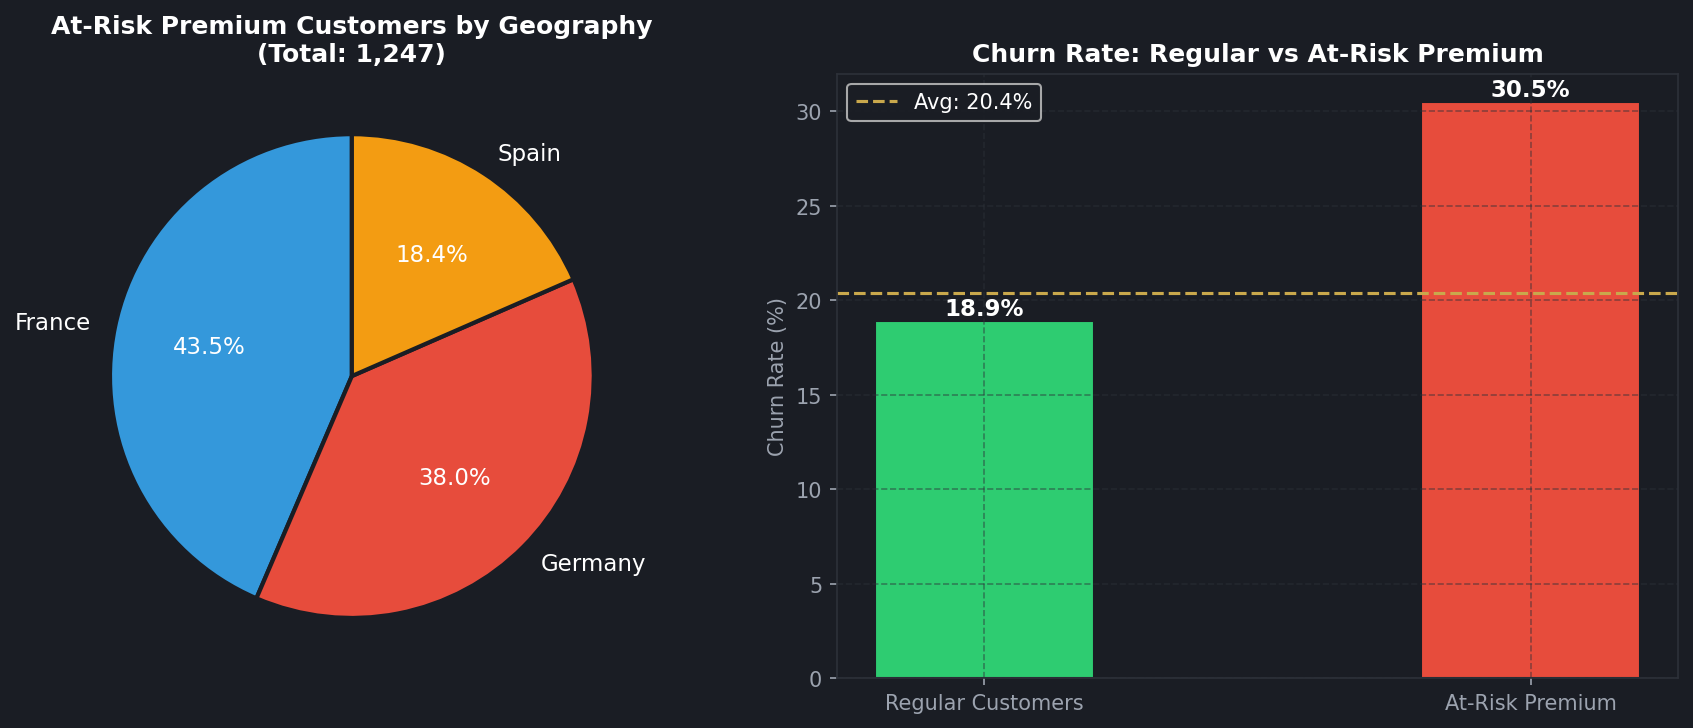 At-Risk Premium Customers by Geography
(Total: 1,247)
Spain
18.4%
France
43.5%
38.0%
Germany
Churn Rate: Regular vs At-Risk Premium
Avg: 20.4%
30.5%
18.9%
Churn Rate (%)
30
25
20
15
10
5
0
Regular Customers
At-Risk Premium